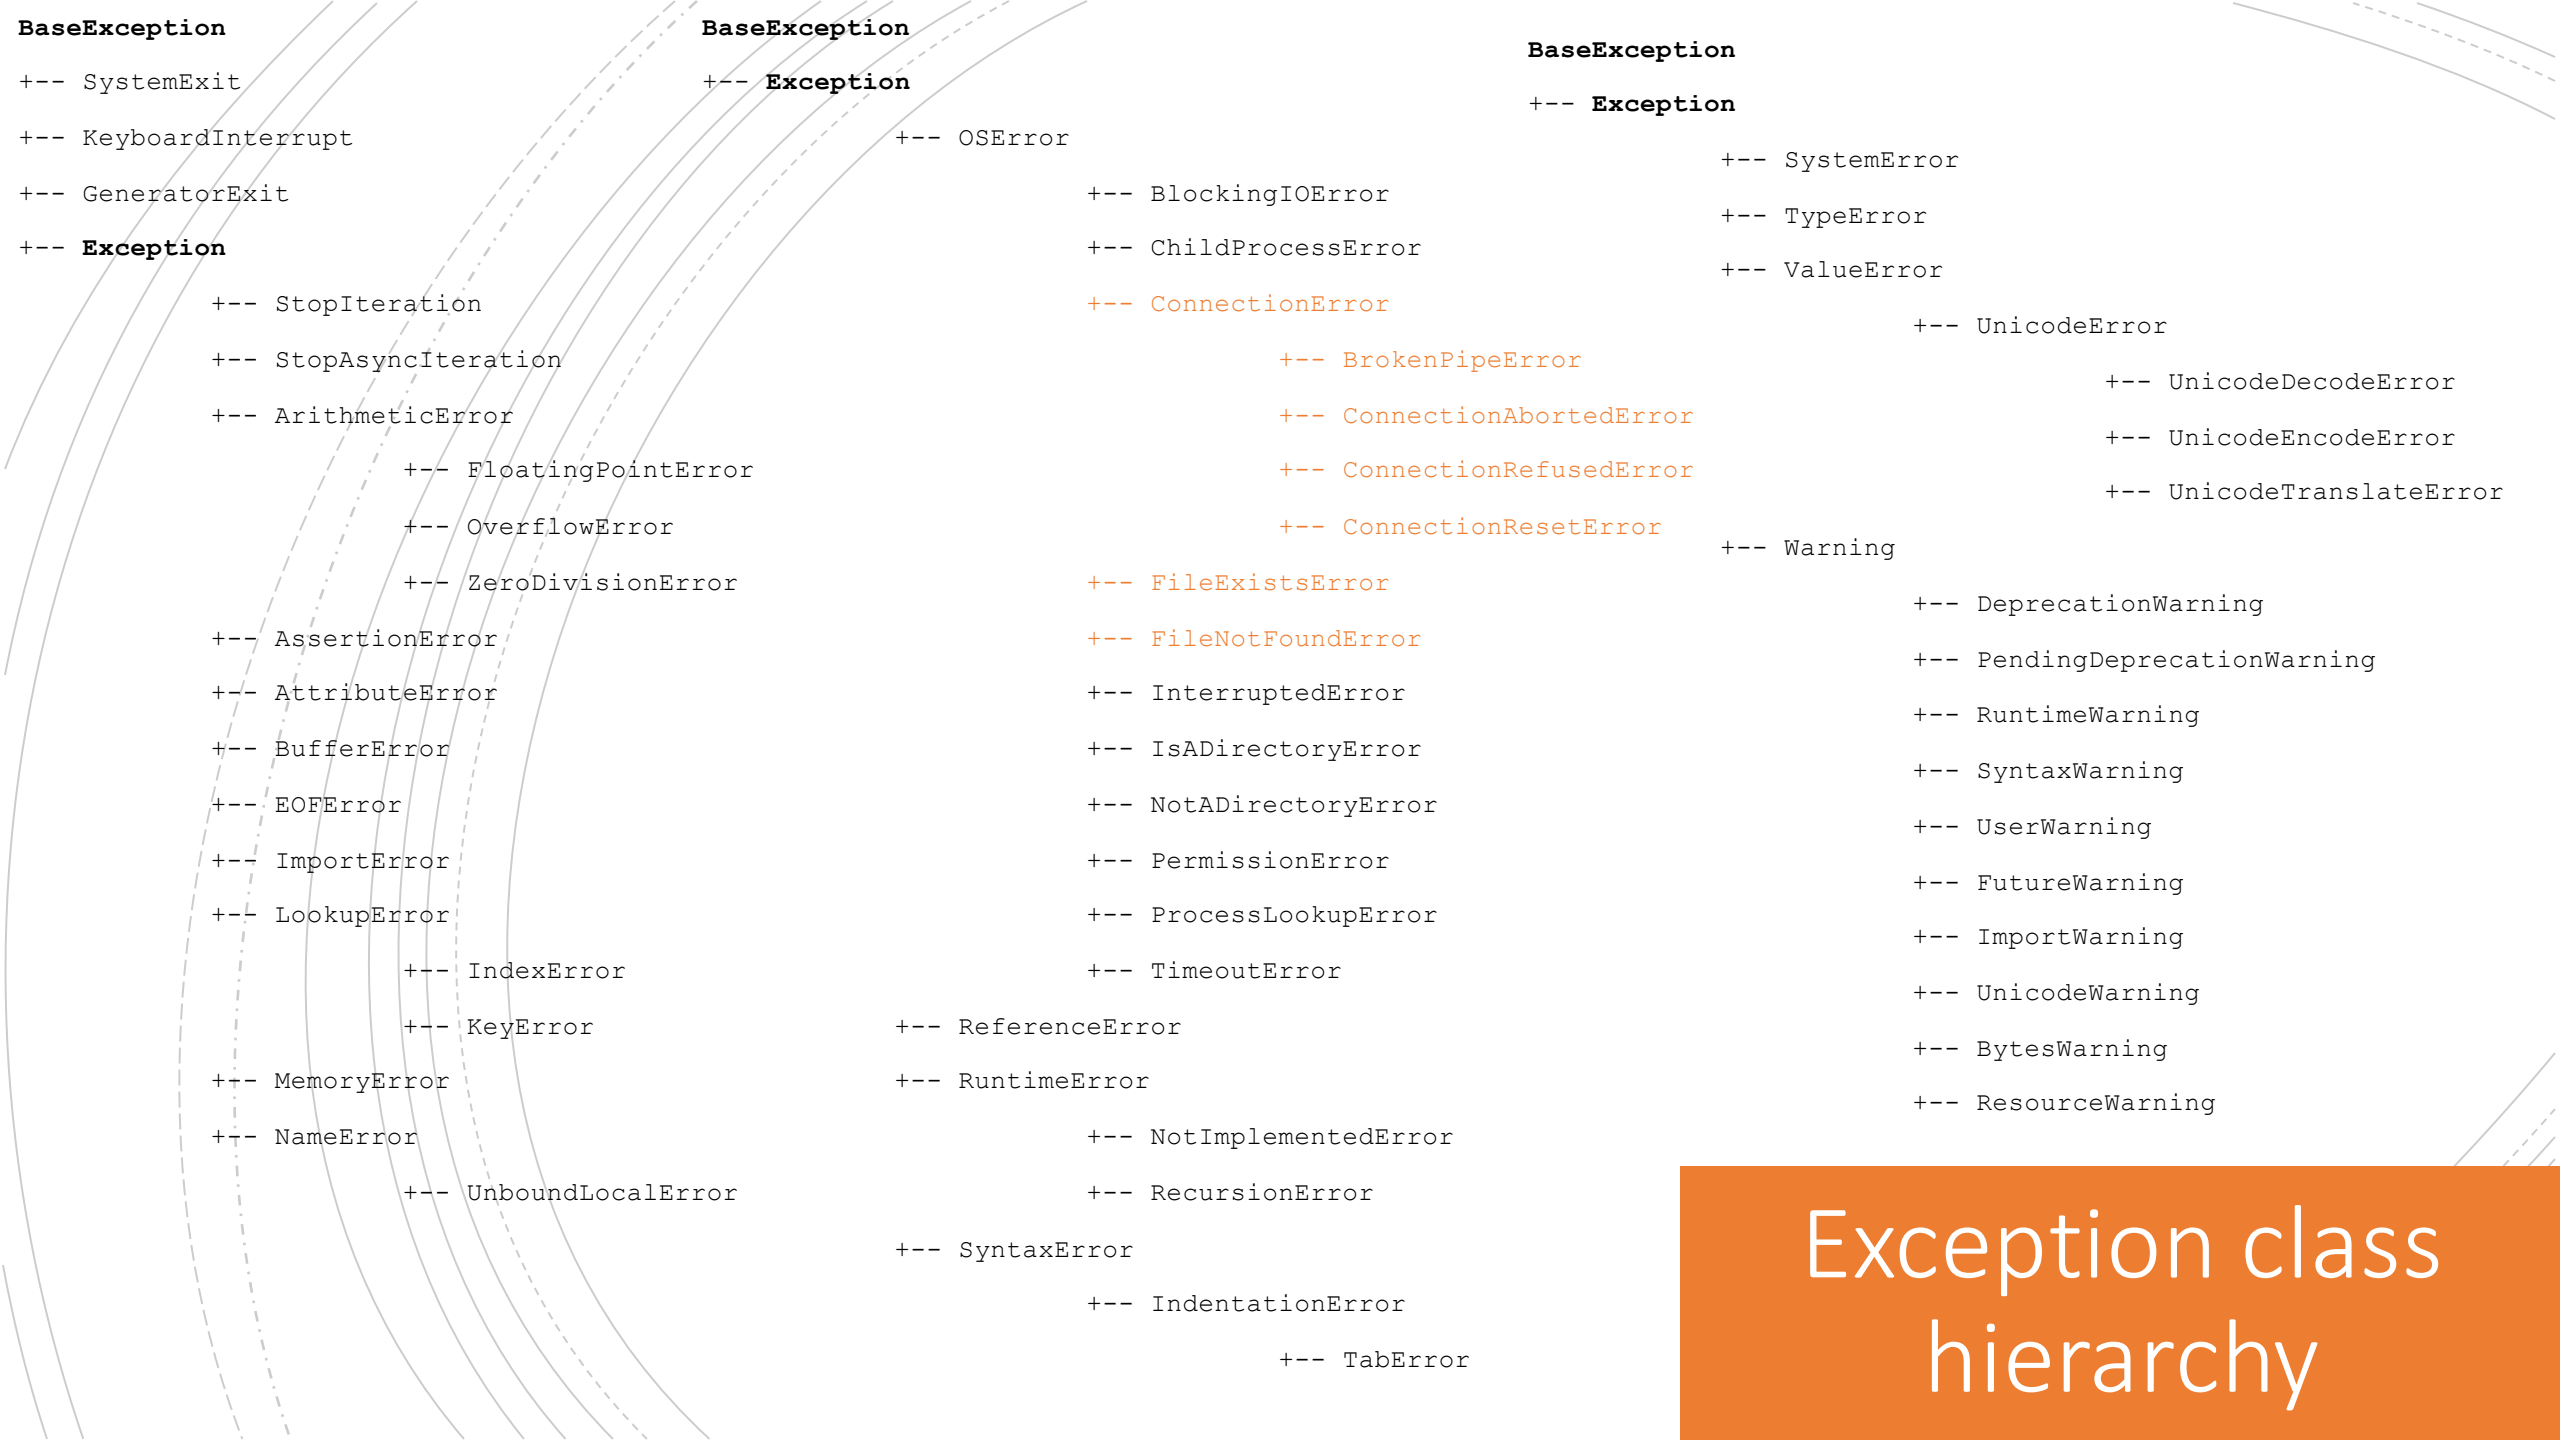 BaseException
+-- SystemExit
+-- KeyboardInterrupt
+-- GeneratorExit
+-- Exception
+-- StopIteration
+-- StopAsyncIteration
+-- ArithmeticError
+-- FloatingPointError
+-- OverflowError
+-- ZeroDivisionError
+-- AssertionError
+-- AttributeError
+-- BufferError
+-- EOFError
+-- ImportError
+-- LookupError
+-- IndexError
+-- KeyError
+-- MemoryError
+-- NameError
+-- UnboundLocalError
BaseException
+-- Exception
+-- OSError
+-- BlockingIOError
+-- ChildProcessError
+-- ConnectionError
+-- BrokenPipeError
+-- ConnectionAbortedError
+-- ConnectionRefusedError
+-- ConnectionResetError
+-- FileExistsError
+-- FileNotFoundError
+-- InterruptedError
+-- IsADirectoryError
+-- NotADirectoryError
+-- PermissionError
+-- ProcessLookupError
+-- TimeoutError
+-- ReferenceError
+-- RuntimeError
+-- NotImplementedError
+-- RecursionError
+-- SyntaxError
+-- IndentationError
+-- TabError
BaseException
+-- Exception
+-- SystemError
+-- TypeError
+-- ValueError
+-- UnicodeError
+-- UnicodeDecodeError
+-- UnicodeEncodeError
+-- UnicodeTranslateError
+-- Warning
+-- DeprecationWarning
+-- PendingDeprecationWarning
+-- RuntimeWarning
+-- SyntaxWarning
+-- UserWarning
+-- FutureWarning
+-- ImportWarning
+-- UnicodeWarning
+-- BytesWarning
+-- ResourceWarning
Exception class
hierarchy